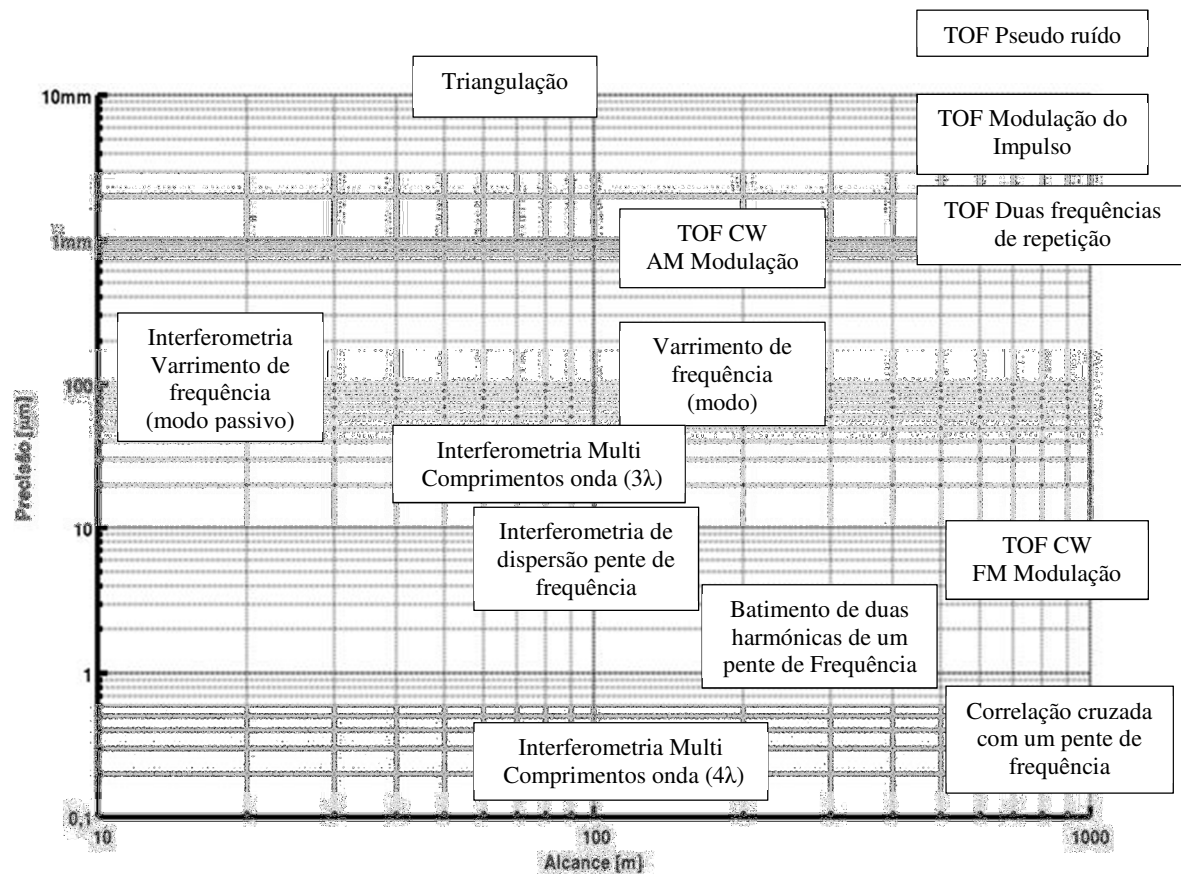 TOF Pseudo ruído
Triangulação
10mm
TOF Modulação do
Impulso
TOF Duas frequências
de repetição
TOF CW
AM Modulação
1mm
Interferometria
Varrimento de
frequência
(modo passivo)
Varrimento de
frequência
(modo)
100
Interferometria Multi
Comprimentos onda (3λ)
Precisão [µm]
Interferometria de
dispersão pente de
frequência
10
TOF CW
FM Modulação
Batimento de duas
harmónicas de um
pente de Frequência
1
Correlação cruzada
com um pente de
frequência
Interferometria Multi
Comprimentos onda (4λ)
0,1
10
100
1000
Alcance [m]